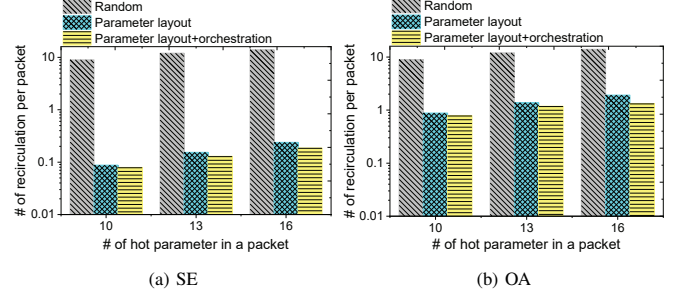 Random
Parameter layout
Parameter layout+orchestration
# of recirculation per packet
10
1
0.1
0.01
10 13 16
# of hot parameter in a packet
(a) SE
Random
Parameter layout
Parameter layout+orchestration
# of recirculation per packet
10
1
0.1
0.01
10 13 16
# of hot parameter in a packet
(b) OA